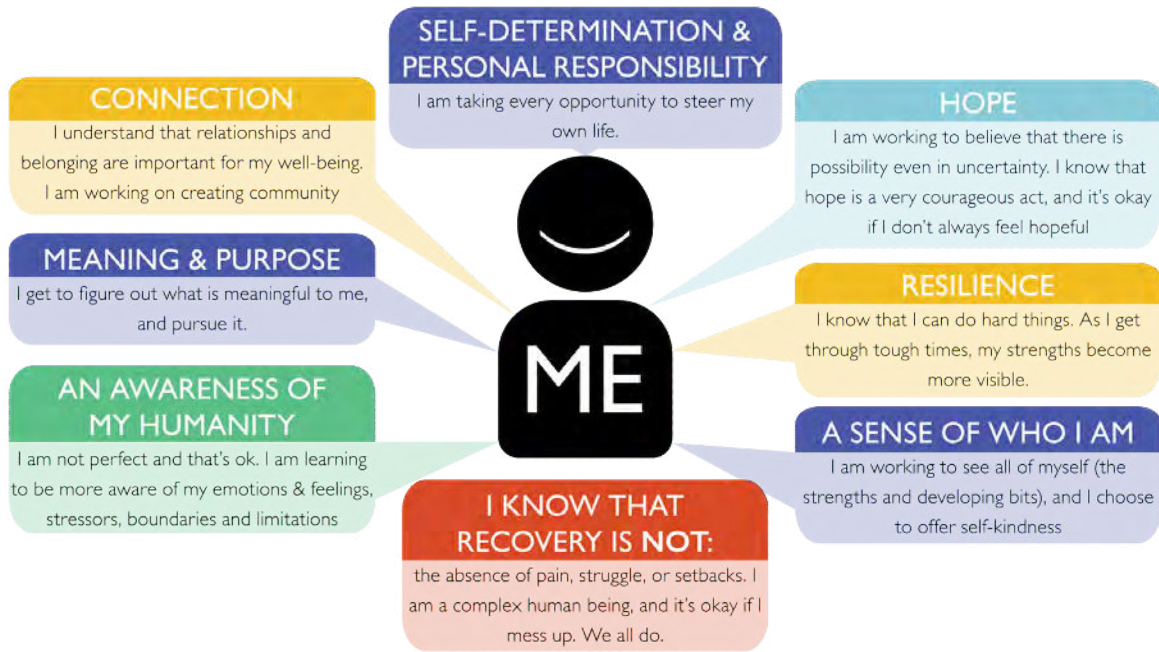 SELF-DETERMINATION &
PERSONAL RESPONSIBILITY
I am taking every opportunity to steer my
own life.
CONNECTION
I understand that relationships and
belonging are important for my well-being.
I am working on creating community
HOPE
I am working to believe that there is
possibility even in uncertainty. I know that
hope is a very courageous act, and it's okay
if I don't always feel hopeful
MEANING & PURPOSE
I get to figure out what is meaningful to me,
and pursue it.
RESILIENCE
I know that I can do hard things. As I get
through tough times, my strengths become
more visible.
ME
AN AWARENESS OF
MY HUMANITY
I am not perfect and that's ok. I am learning
to be more aware of my emotions & feelings,
stressors, boundaries and limitations
A SENSE OF WHO I AM
I am working to see all of myself (the
strengths and developing bits), and I choose
to offer self-kindness
I KNOW THAT
RECOVERY IS NOT:
the absence of pain, struggle, or setbacks. I
am a complex human being, and it's okay if I
mess up. We all do.